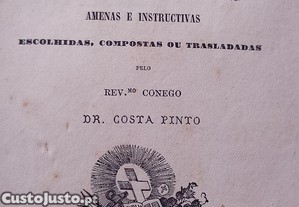 AMENAS E INSTRUCTIVAS
ESCOLHIDAS, COMPOSTAS OU TRASLADADAS
PELO
REV.MO CONEGO
DR. COSTA PINTO
CustoJusto.pt